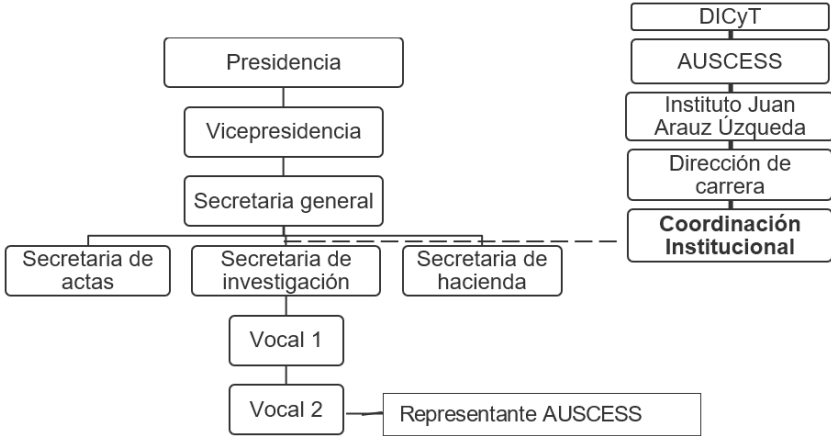 Presidencia
Vicepresidencia
Secretaria general
Secretaria de
actas
Secretaria de
investigación
Secretaria de
hacienda
Vocal 1
Vocal 2
Representante AUSCESS
DICyT
AUSCESS
Instituto Juan
Arauz Úzqueda
Dirección de
carrera
Coordinación
Institucional